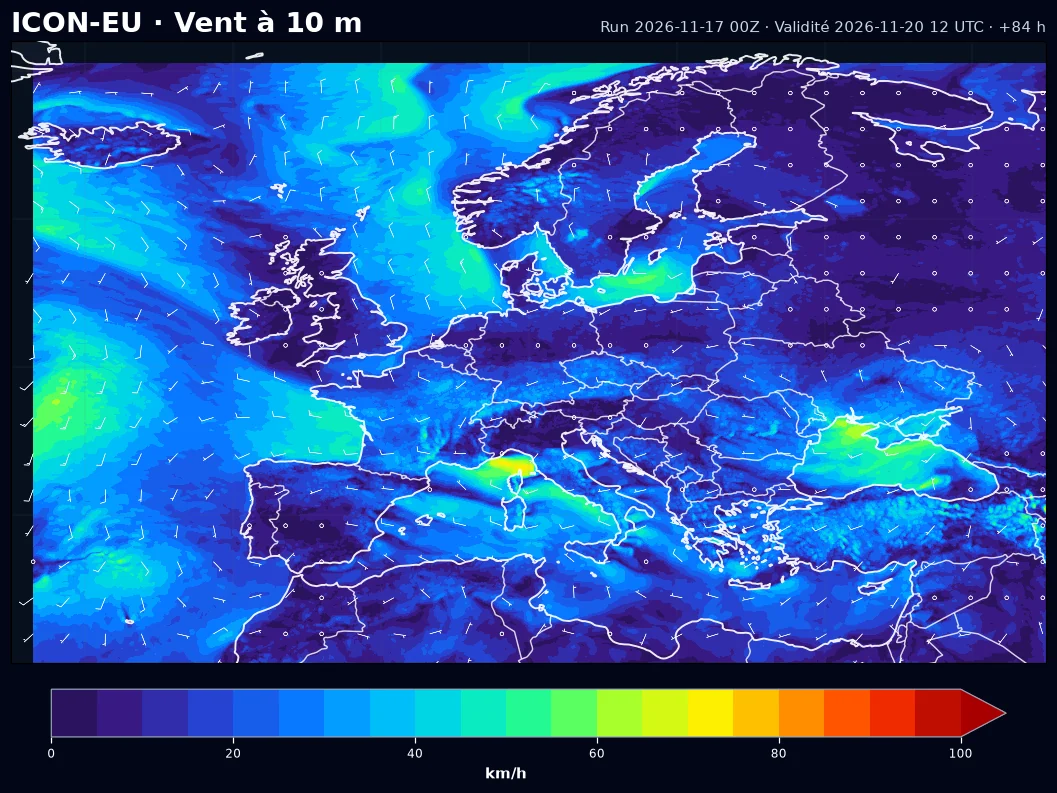 ICON-EU · Vent à 10 m
Run 2026-11-17 00Z · Validité 2026-11-20 12 UTC · +84 h
0 20 40 60 80 100
km/h